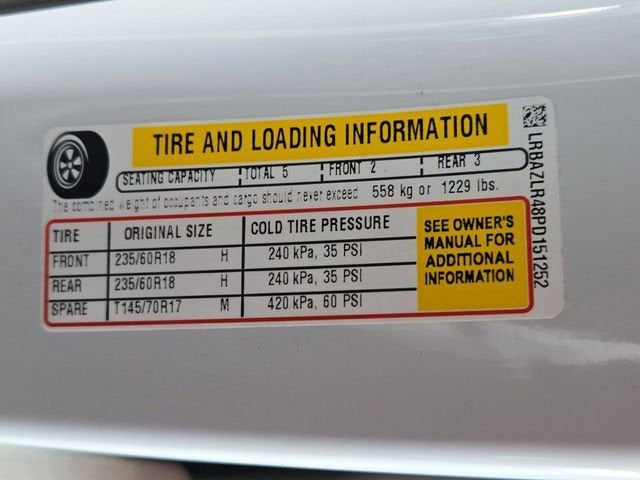 TIRE AND LOADING INFORMATION
SEATING CAPACITY TOTAL 5 FRONT 2 REAR 3
The combined weight of occupants and cargo should never exceed 558 kg or 1229 lbs.
TIRE ORIGINAL SIZE COLD TIRE PRESSURE
FRONT 235/60R18 H 240 kPa, 35 PSI
REAR 235/60R18 H 240 kPa, 35 PSI
SPARE T145/70R17 M 420 kPa, 60 PSI
SEE OWNER'S
MANUAL FOR
ADDITIONAL
INFORMATION
LRBAZLR48PD151252